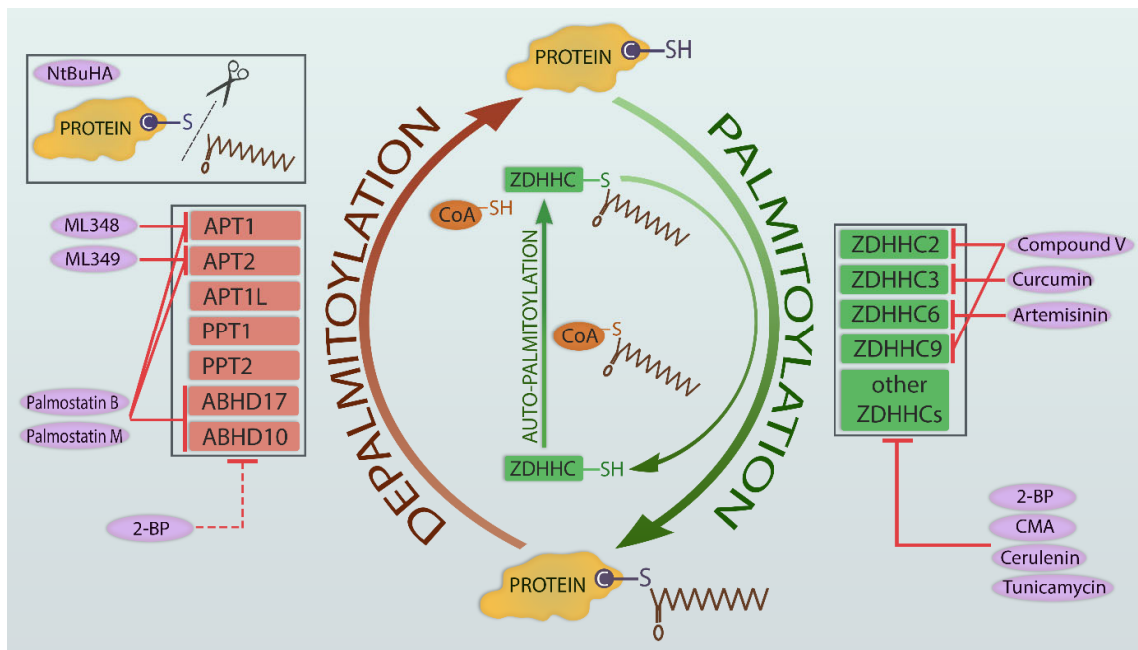 NtBuHA
PROTEIN
C
S
O
PROTEIN
C
SH
DEPALMITOYLATION
PALMITOYLATION
ZDHHC
S
O
CoA
SH
AUTO-PALMITOYLATION
CoA
S
O
ZDHHC
SH
PROTEIN
C
S
O
ML348
ML349
Palmostatin B
Palmostatin M
2-BP
APT1
APT2
APT1L
PPT1
PPT2
ABHD17
ABHD10
ZDHHC2
ZDHHC3
ZDHHC6
ZDHHC9
other
ZDHHCs
Compound V
Curcumin
Artemisinin
2-BP
CMA
Cerulenin
Tunicamycin